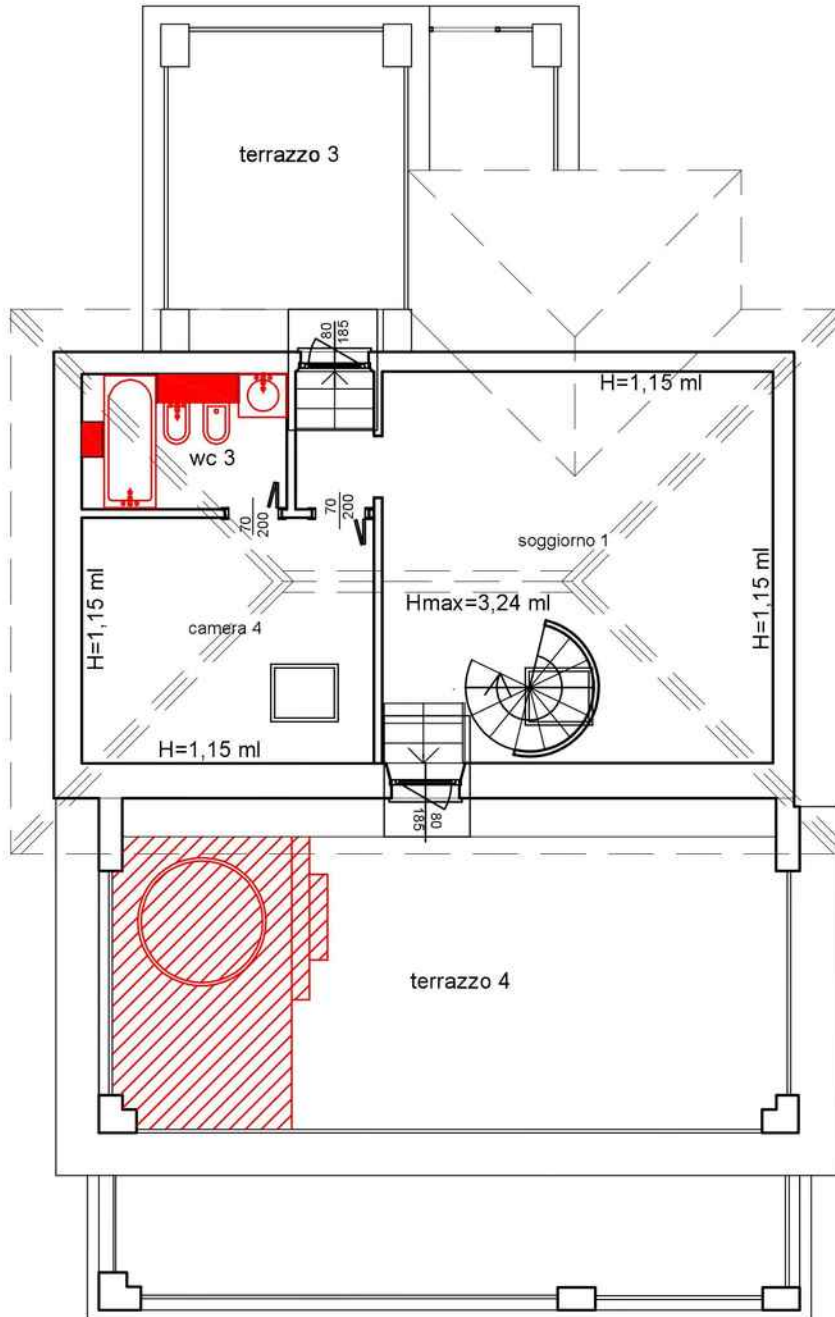 terrazzo 3
80
185
H=1,15 ml
wc 3
70
200
70
200
soggiorno 1
H=1,15 ml
Hmax=3,24 ml
H=1,15 ml
camera 4
H=1,15 ml
80
185
terrazzo 4